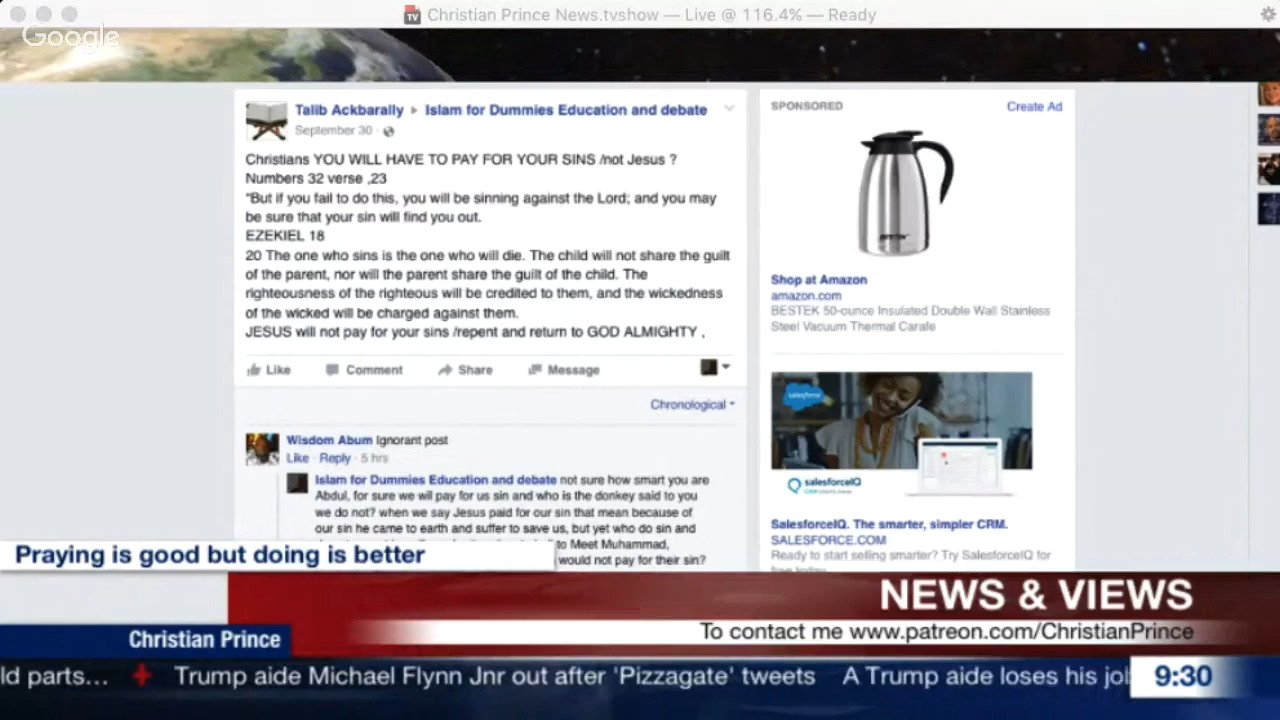 Christian Prince News.tvshow — Live @ 116.4% — Ready
Google
Talib Ackbarally ▸ Islam for Dummies Education and debate
September 30 ·
Christians YOU WILL HAVE TO PAY FOR YOUR SINS /not Jesus ?
Numbers 32 verse ,23
"But if you fail to do this, you will be sinning against the Lord; and you may
be sure that your sin will find you out.
EZEKIEL 18
20 The one who sins is the one who will die. The child will not share the guilt
of the parent, nor will the parent share the guilt of the child. The
righteousness of the righteous will be credited to them, and the wickedness
of the wicked will be charged against them.
JESUS will not pay for your sins /repent and return to GOD ALMIGHTY ,
Like Comment Share Message
Chronological
Wisdom Abum Ignorant post
Like · Reply · 5 hrs
Islam for Dummies Education and debate not sure how smart you are
Abdul, for sure we wil pay for us sin and who is the donkey said to you
we do not? when we say Jesus paid for our sin that mean because of
our sin he came to earth and suffer to save us, but yet who do sin and
to Meet Muhammad,
would not pay for their sin?
SPONSORED
Create Ad
BESTEK
Shop at Amazon
amazon.com
BESTEK 50-ounce Insulated Double Wall Stainless
Steel Vacuum Thermal Carafe
salesforce
salesforceIQ
SalesforceIQ. The smarter, simpler CRM.
SALESFORCE.COM
Ready to start selling smarter? Try SalesforceIQ for
Praying is good but doing is better
NEWS & VIEWS
To contact me www.patreon.com/ChristianPrince
Christian Prince
ld parts... Trump aide Michael Flynn Jnr out after 'Pizzagate' tweets A Trump aide loses his jo
9:30